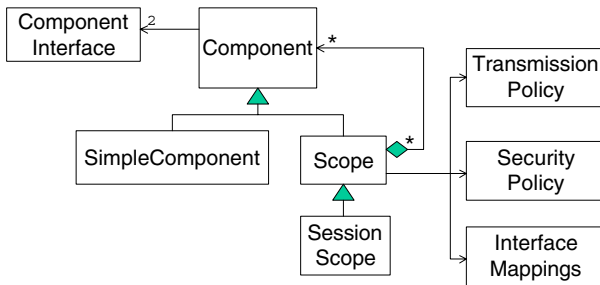 Component
Interface
2
Component
*
Transmission
Policy
SimpleComponent
Scope
*
Security
Policy
Session
Scope
Interface
Mappings